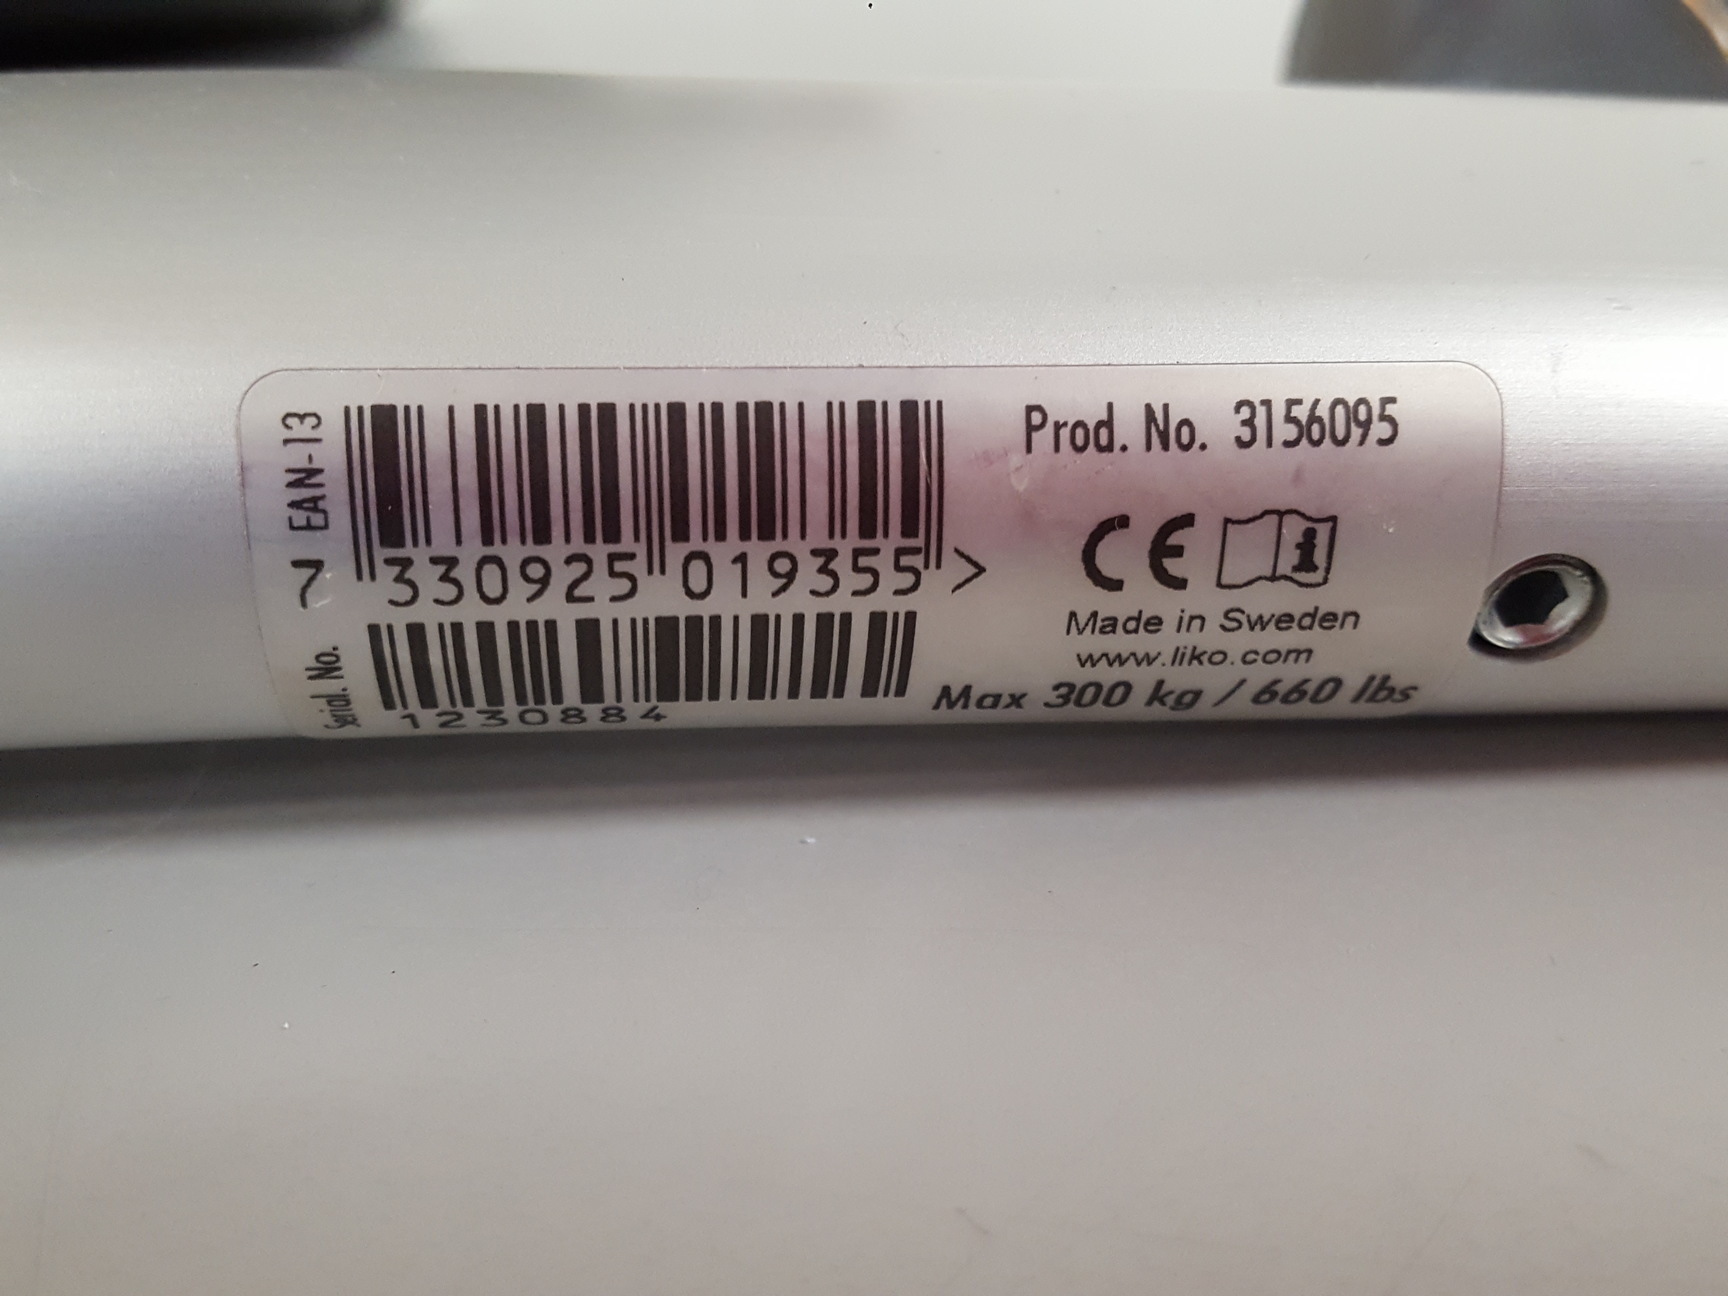 EAN-13
7 330925 019355 >
Serial. No.
1230884
Prod. No. 3156095
CE
Made in Sweden
www.liko.com
Max 300 kg / 660 lbs